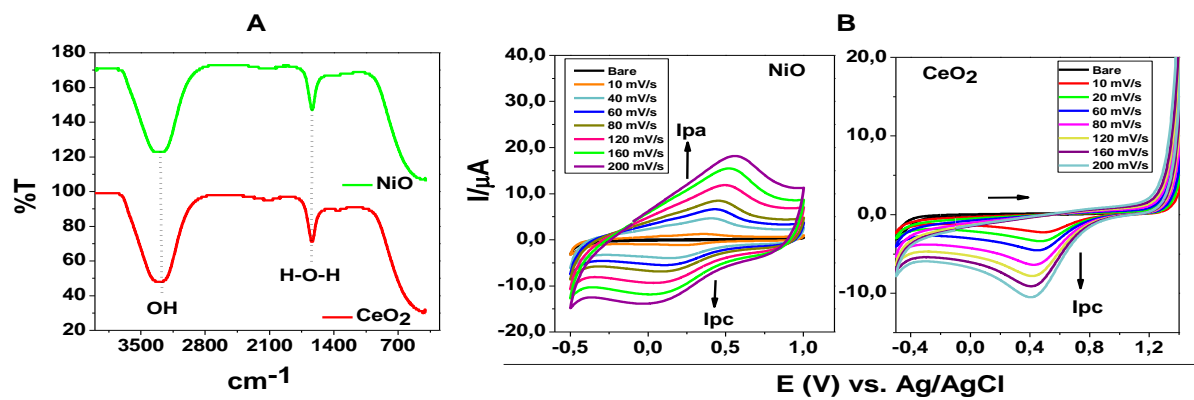 A
B
%T
180
160
140
120
100
80
60
40
20
3500
2800
2100
1400
700
cm-1
OH
H-O-H
NiO
CeO2
I/µA
40,0
30,0
20,0
10,0
0,0
-10,0
-20,0
-0,5
0,0
0,5
1,0
Bare
10 mV/s
40 mV/s
60 mV/s
80 mV/s
120 mV/s
160 mV/s
200 mV/s
NiO
Ipa
Ipc
20,0
10,0
0,0
-10,0
-0,4
0,0
0,4
0,8
1,2
CeO2
Bare
10 mV/s
20 mV/s
60 mV/s
80 mV/s
120 mV/s
160 mV/s
200 mV/s
Ipc
E (V) vs. Ag/AgCl